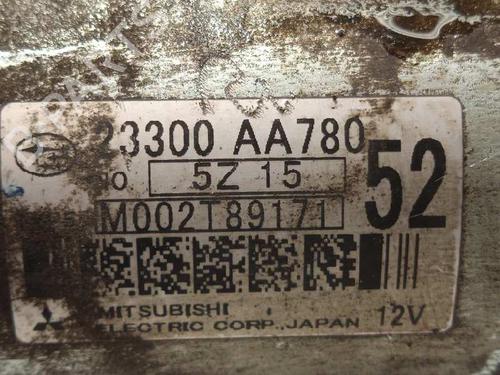 23300 AA780
5Z 15
52
M002T89171
MITSUBISHI
ELECTRIC CORP., JAPAN 12V